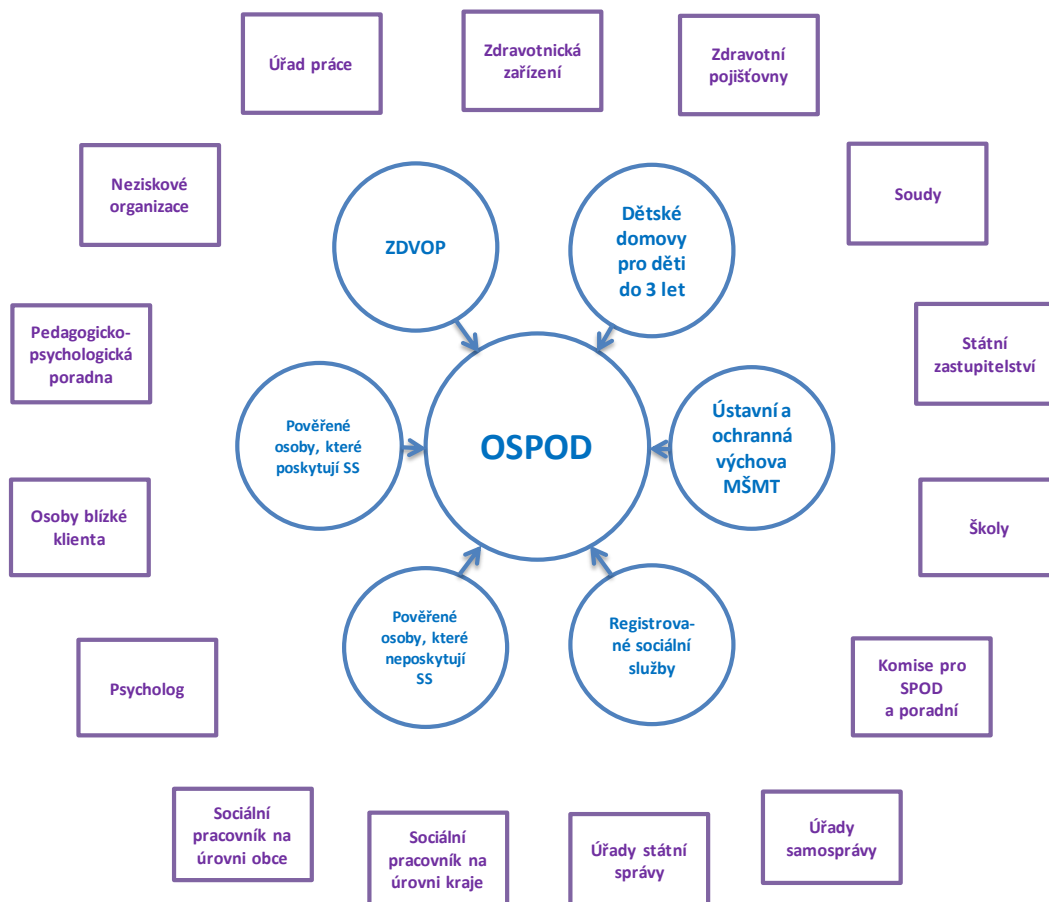 Úřad práce
Zdravotnická
zařízení
Zdravotní
pojišťovny
Neziskové
organizace
Soudy
ZDVOP
Dětské
domovy
pro děti
do 3 let
Pedagogicko-
psychologická
poradna
Státní
zastupitelství
Pověřené
osoby, které
poskytují SS
OSPOD
Ústavní a
ochranná
výchova
MŠMT
Osoby blízké
klienta
Školy
Pověřené
osoby, které
neposkytují
SS
Registrova-
né sociální
služby
Psycholog
Komise pro
SPOD
a poradní
Sociální
pracovník na
úrovni obce
Sociální
pracovník na
úrovni kraje
Úřady státní
správy
Úřady
samosprávy